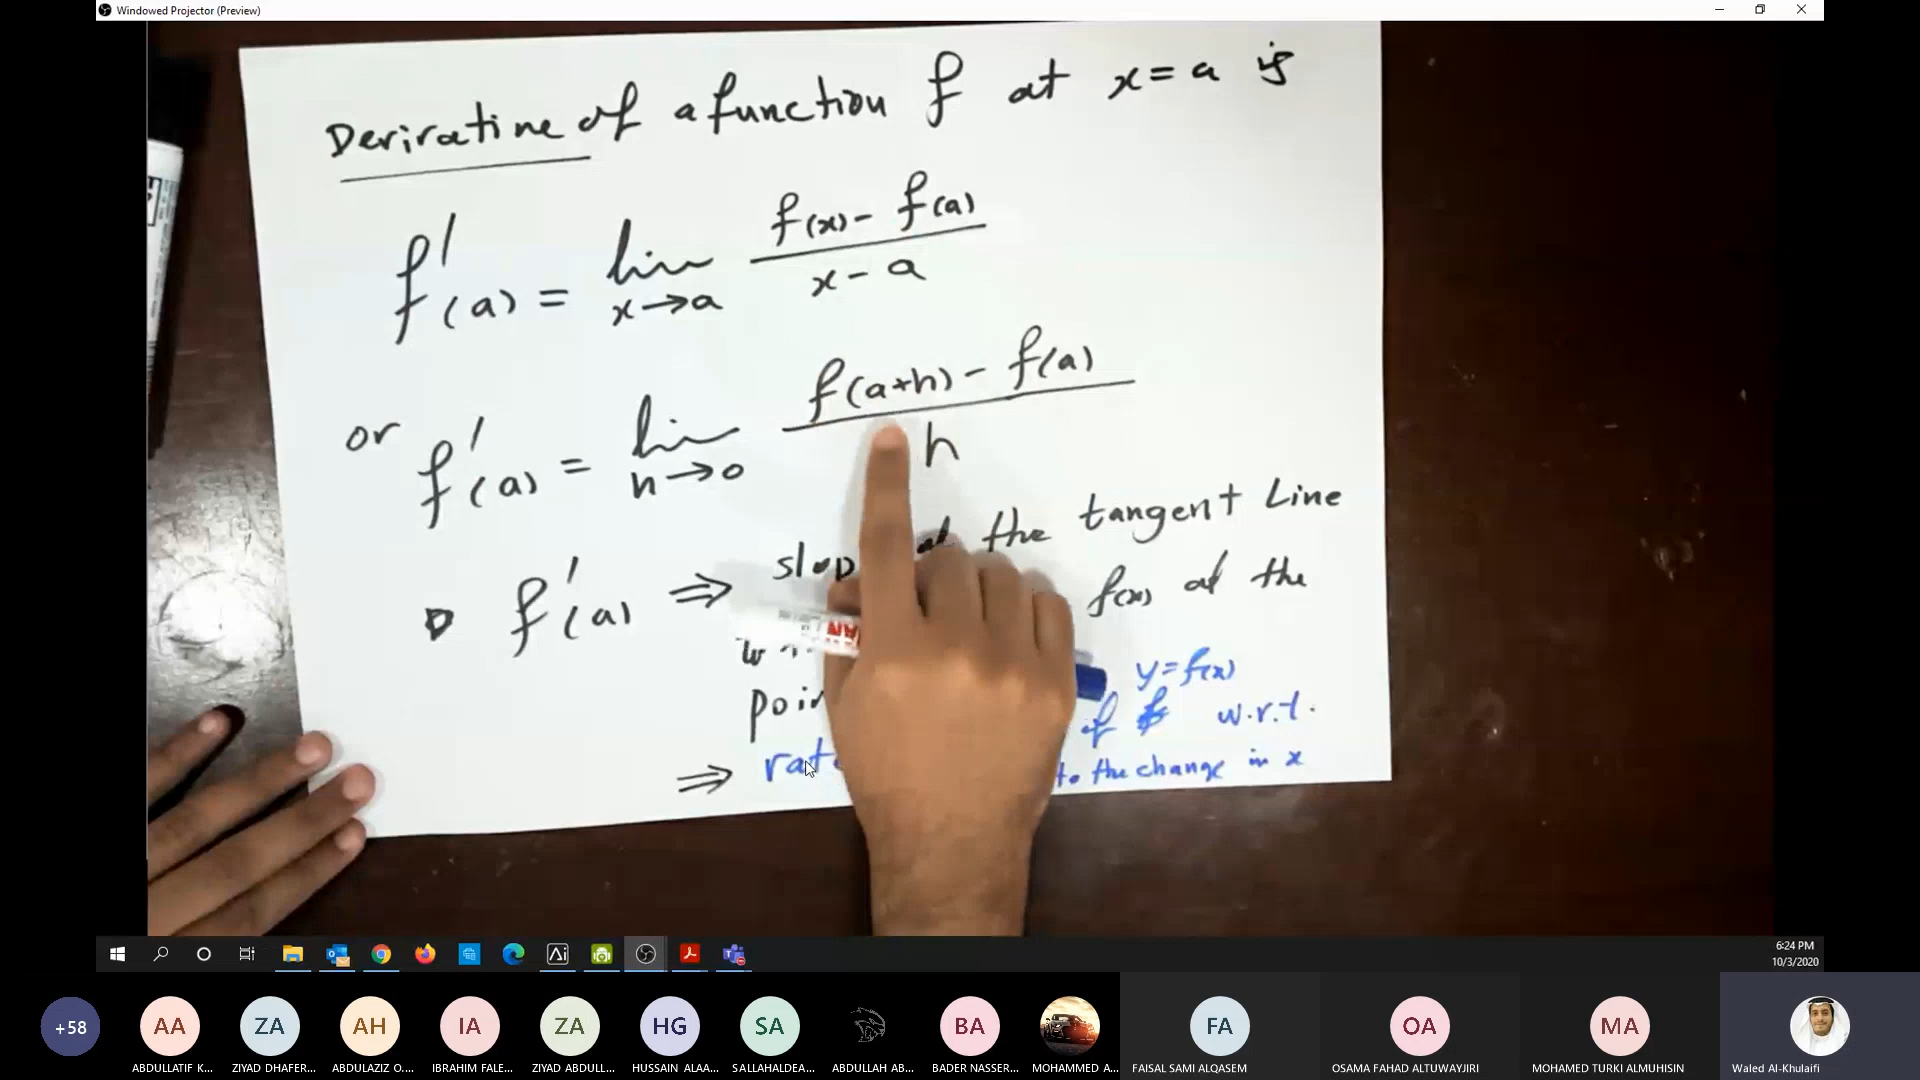 Windowed Projector (Preview)
Derivative of a function f at x = a is
f'(a) = lim x→a f(x) - f(a) / x - a
or f'(a) = lim h→0 f(a+h) - f(a) / h
f'(a) ⇒ the tangent Line
f(x) at the
y = f(x)
of w.r.t.
⇒ to the change in x
6:24 PM
10/3/2020
+58 AA ZA AH IA ZA HG SA BA FA OA MA
ABDULLATIF K... ZIYAD DHAFER... ABDULAZIZ O.... IBRAHIM FALE... ZIYAD ABDULL... HUSSAIN ALAA... SALLAHALDEA... ABDULLAH AB... BADER NASSER... MOHAMMED A... FAISAL SAMI ALQASEM OSAMA FAHAD ALTUWAYJIRI MOHAMED TURKI ALMUHISIN Waled Al-Khulaifi